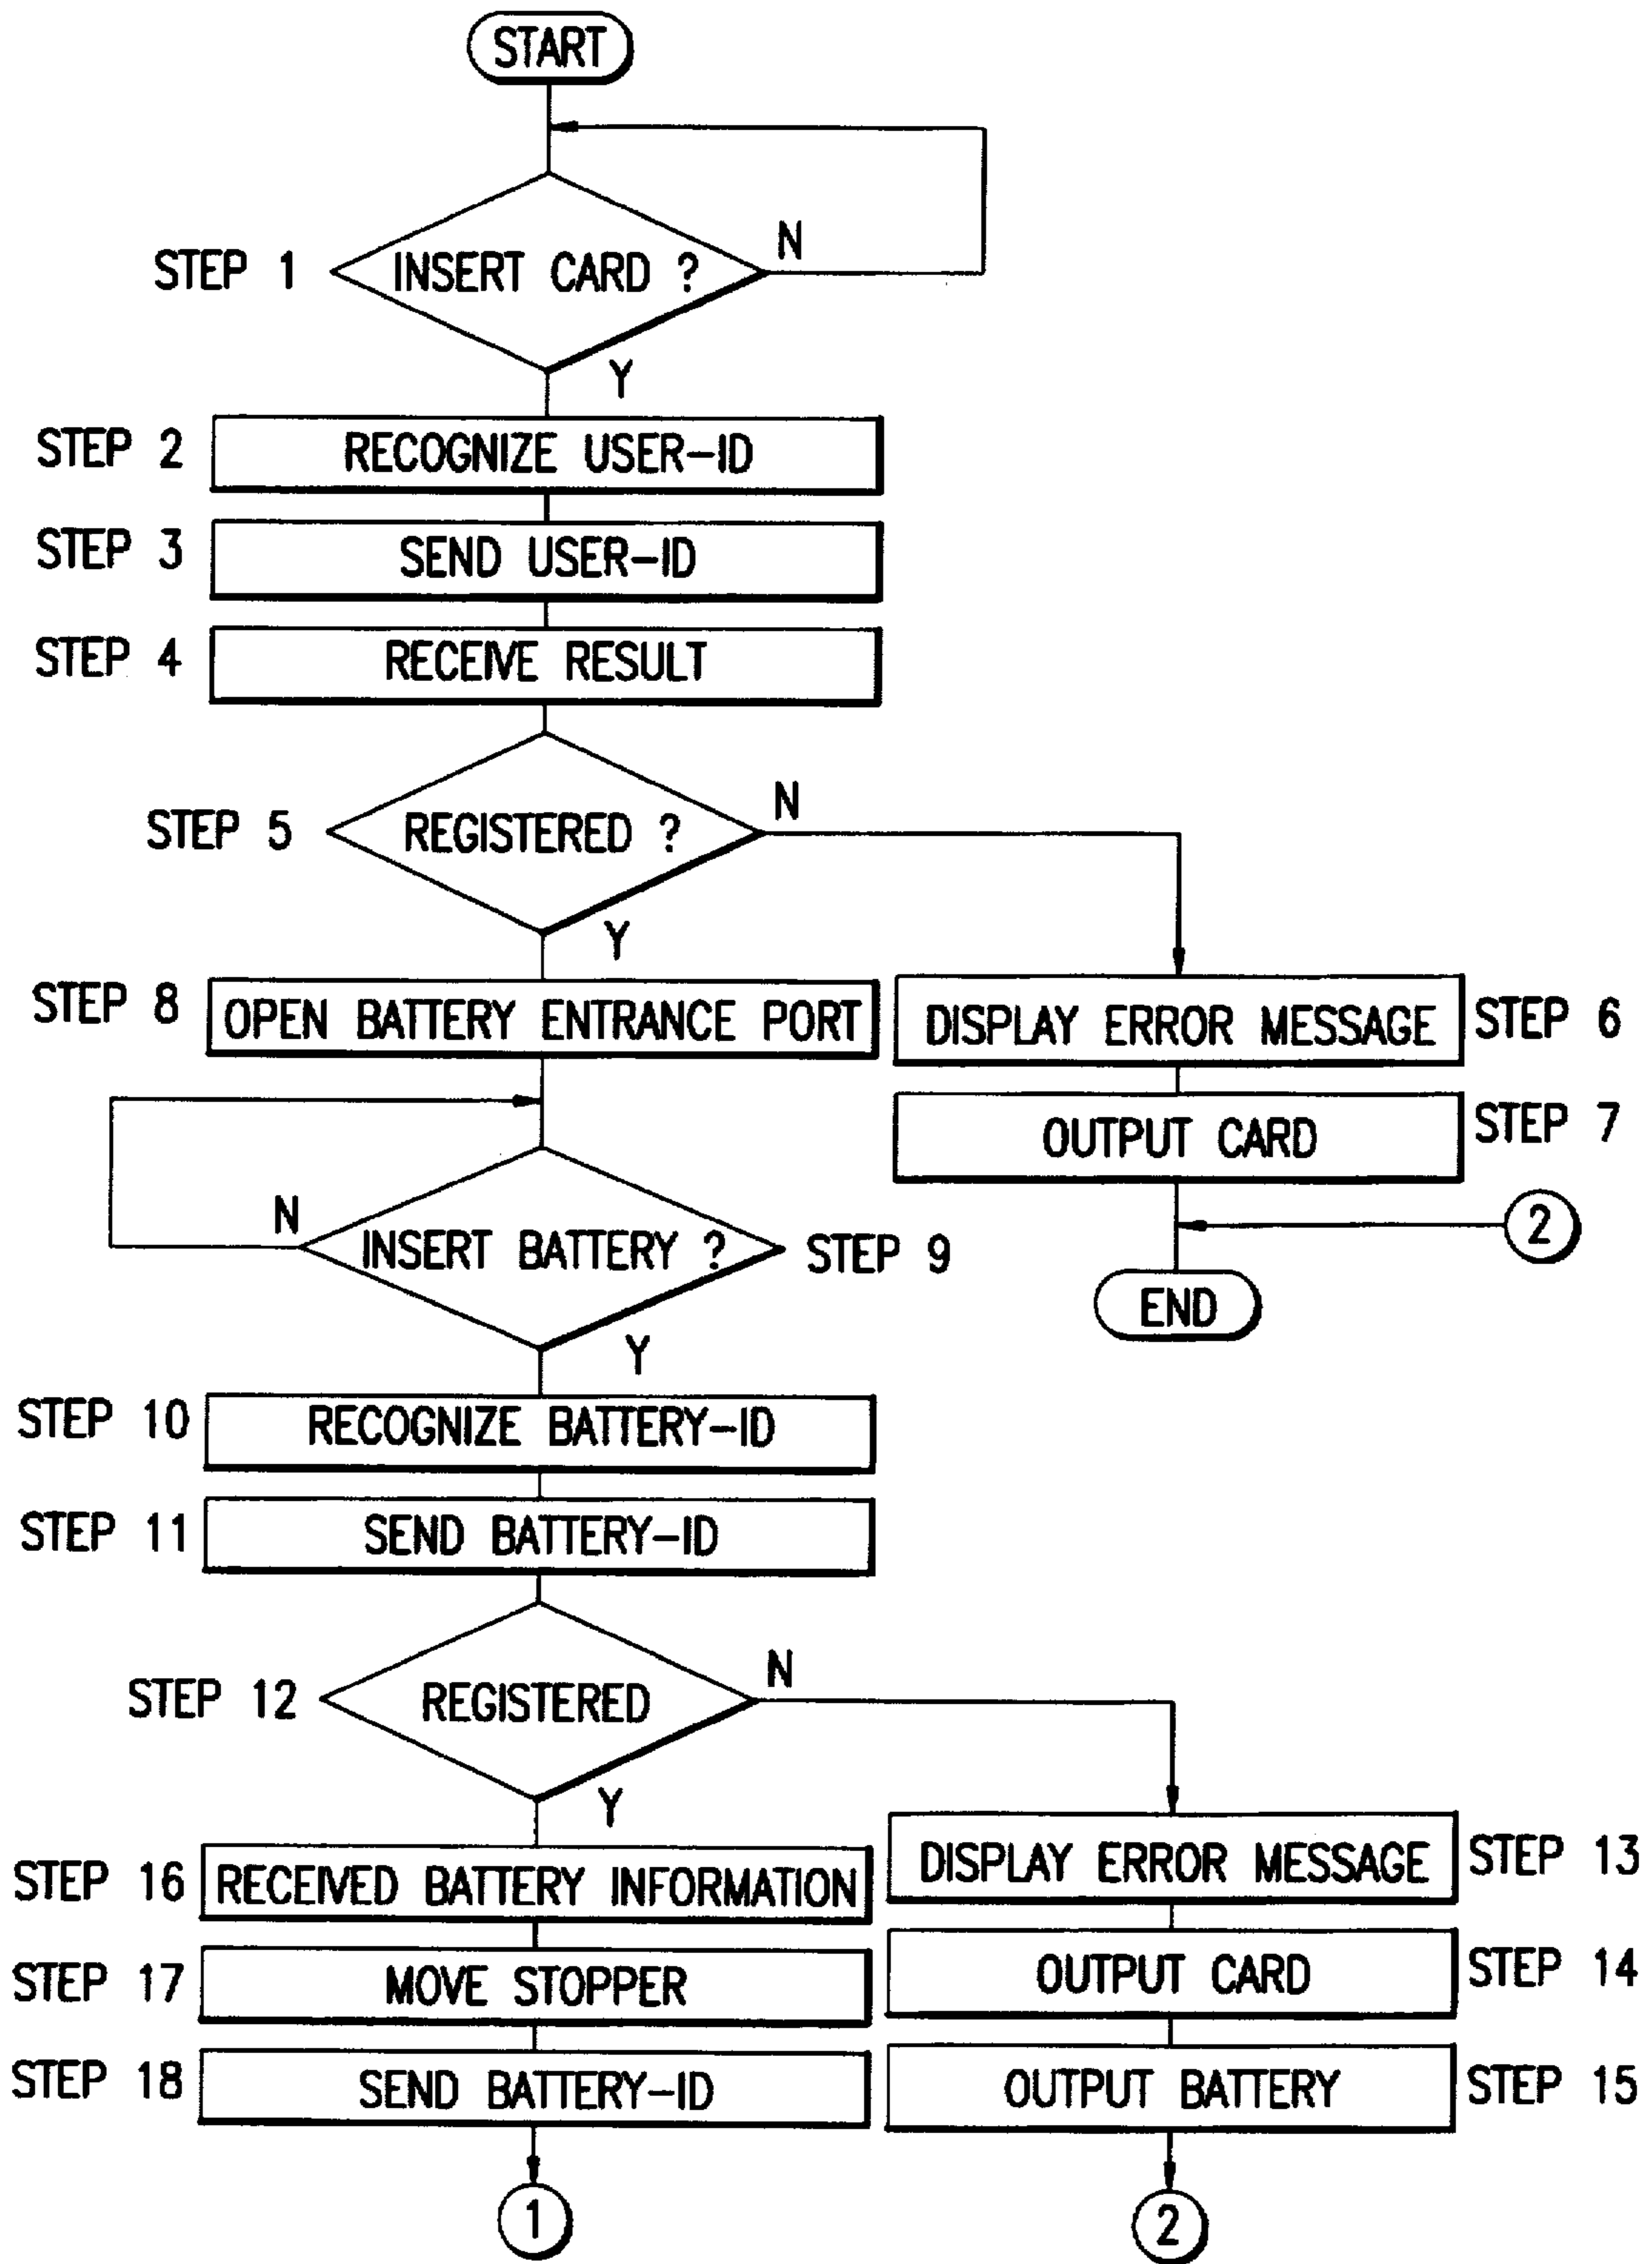 START
N
STEP 1 INSERT CARD ?
Y
STEP 2 RECOGNIZE USER-ID
STEP 3 SEND USER-ID
STEP 4 RECEIVE RESULT
N
STEP 5 REGISTERED ?
Y
STEP 8 OPEN BATTERY ENTRANCE PORT
DISPLAY ERROR MESSAGE STEP 6
OUTPUT CARD STEP 7
N
INSERT BATTERY ? STEP 9
2
END
Y
STEP 10 RECOGNIZE BATTERY-ID
STEP 11 SEND BATTERY-ID
N
STEP 12 REGISTERED
Y
STEP 16 RECEIVED BATTERY INFORMATION
DISPLAY ERROR MESSAGE STEP 13
STEP 17 MOVE STOPPER
OUTPUT CARD STEP 14
STEP 18 SEND BATTERY-ID
OUTPUT BATTERY STEP 15
1
2